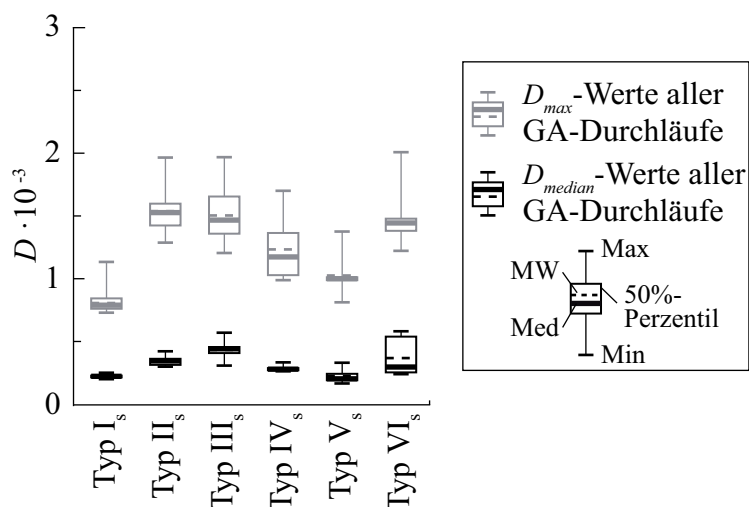 3
2
1
0
D ·10⁻³
Typ Iₛ
Typ IIₛ
Typ IIIₛ
Typ IVₛ
Typ Vₛ
Typ VIₛ
Dₘₐₓ-Werte aller
GA-Durchläufe
D_median-Werte aller
GA-Durchläufe
Max
MW
50%-
Med
Perzentil
Min